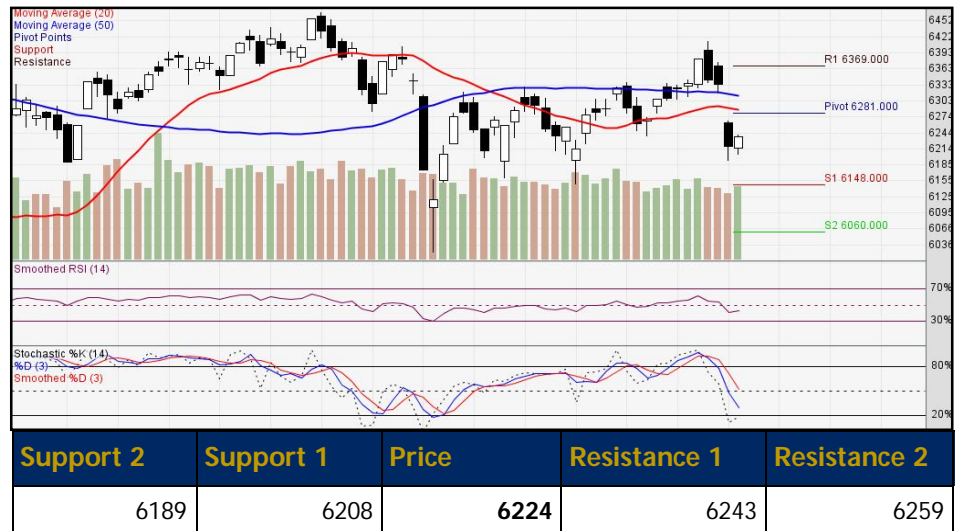 Moving Average (20)
Moving Average (50)
Pivot Points
Support
Resistance
R1 6369.000
Pivot 6281.000
S1 6148.000
S2 6060.000
6452
6422
6393
6363
6333
6303
6274
6244
6214
6185
6155
6125
6095
6066
6036
Smoothed RSI (14)
70%
30%
Stochastic %K (14)
%D (3)
Smoothed %D (3)
80%
20%
Support 2 Support 1 Price Resistance 1 Resistance 2
6189 6208 6224 6243 6259